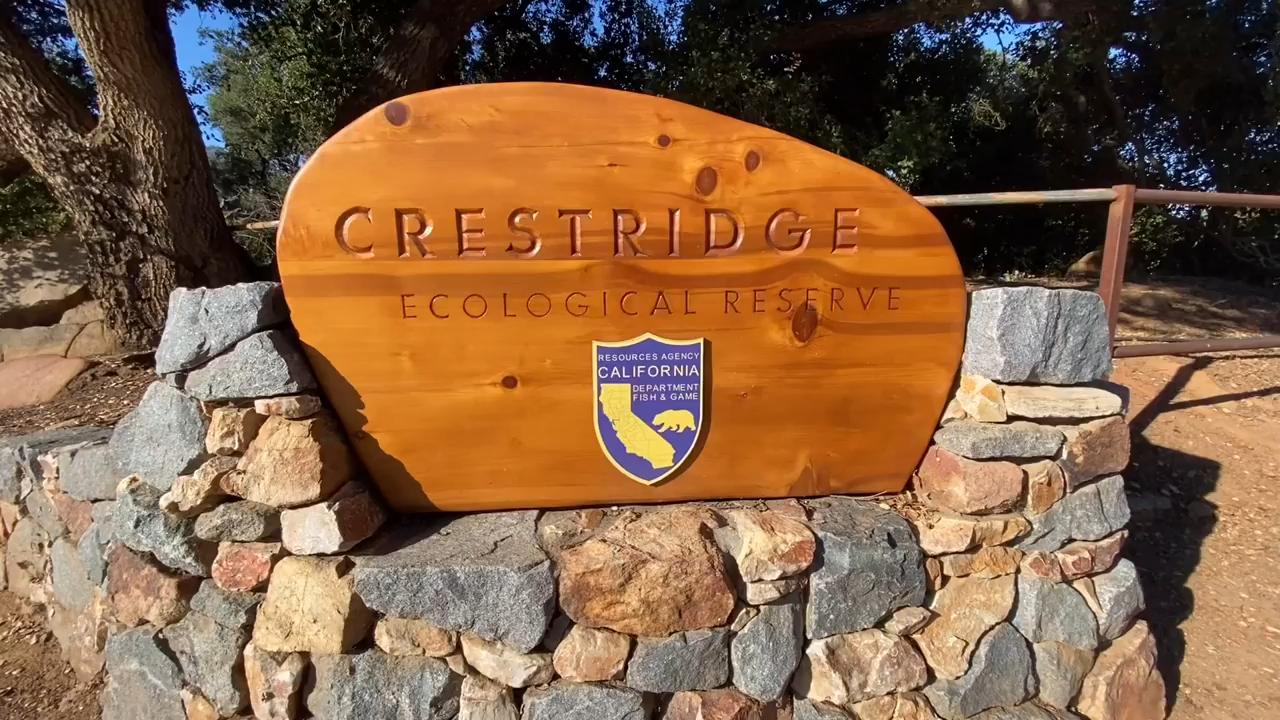 CRESTRIDGE
ECOLOGICAL RESERVE
RESOURCES AGENCY
CALIFORNIA
DEPARTMENT
FISH & GAME